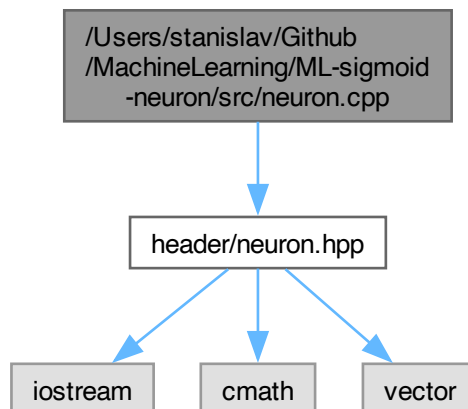 /Users/stanislav/Github
/MachineLearning/ML-sigmoid
-neuron/src/neuron.cpp
header/neuron.hpp
iostream
cmath
vector